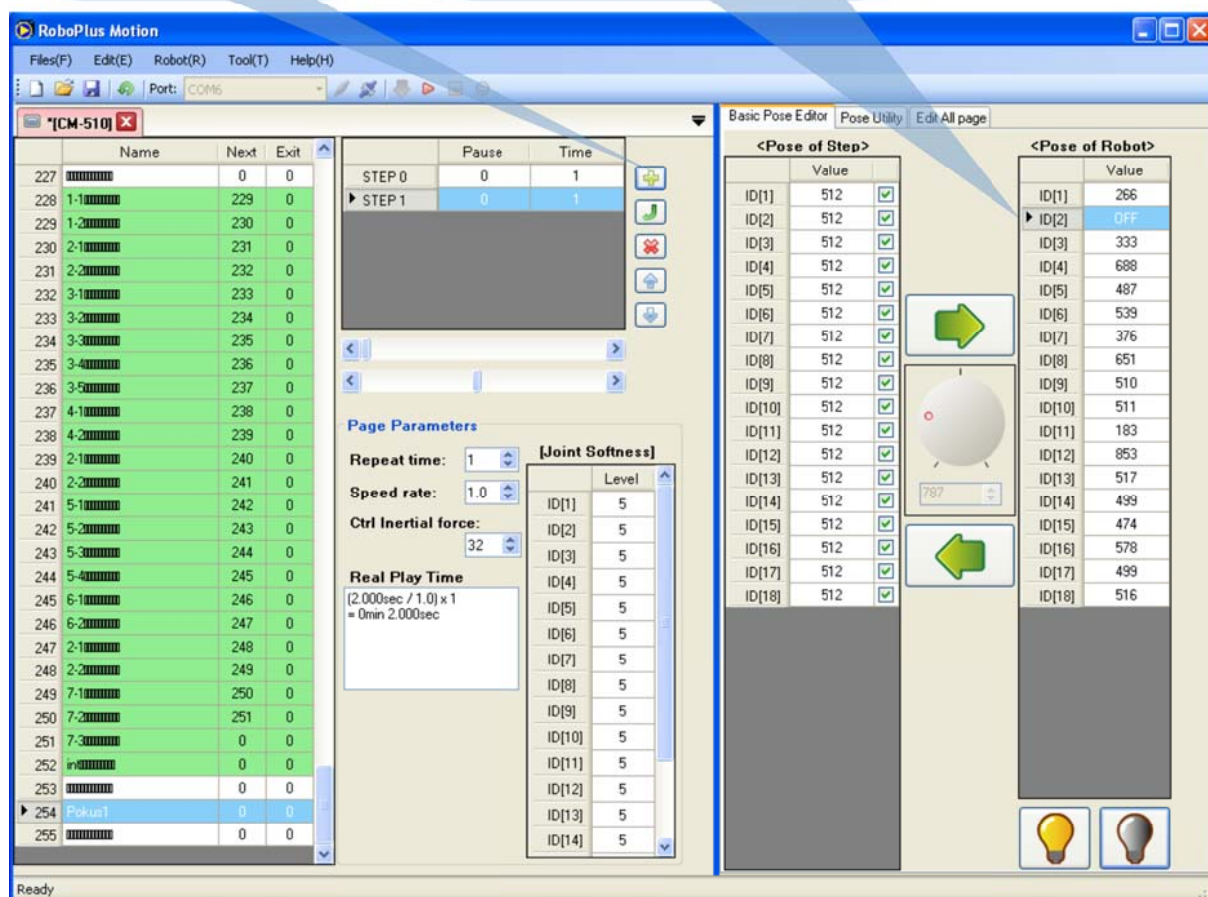 RoboPlus Motion
Files(F) Edit(E) Robot(R) Tool(T) Help(H)
Port: COM6
*[CM-510]
Name Next Exit
227 0 0
228 1-1 229 0
229 1-2 230 0
230 2-1 231 0
231 2-2 232 0
232 3-1 233 0
233 3-2 234 0
234 3-3 235 0
235 3-4 236 0
236 3-5 237 0
237 4-1 238 0
238 4-2 239 0
239 2-1 240 0
240 2-2 241 0
241 5-1 242 0
242 5-2 243 0
243 5-3 244 0
244 5-4 245 0
245 6-1 246 0
246 6-2 247 0
247 2-1 248 0
248 2-2 249 0
249 7-1 250 0
250 7-2 251 0
251 7-3 0 0
252 int 0 0
253 0 0
254 Pokus1 0 0
255 0 0
Pause Time
STEP 0 0 1
STEP 1 0 1
Page Parameters
Repeat time: 1
Speed rate: 1.0
Ctrl Inertial force:
32
Real Play Time
(2.000sec / 1.0) x 1
= 0min 2.000sec
[Joint Softness]
Level
ID[1] 5
ID[2] 5
ID[3] 5
ID[4] 5
ID[5] 5
ID[6] 5
ID[7] 5
ID[8] 5
ID[9] 5
ID[10] 5
ID[11] 5
ID[12] 5
ID[13] 5
ID[14] 5
Basic Pose Editor Pose Utility Edit All page
<Pose of Step>
Value
ID[1] 512
ID[2] 512
ID[3] 512
ID[4] 512
ID[5] 512
ID[6] 512
ID[7] 512
ID[8] 512
ID[9] 512
ID[10] 512
ID[11] 512
ID[12] 512
ID[13] 512
ID[14] 512
ID[15] 512
ID[16] 512
ID[17] 512
ID[18] 512
787
<Pose of Robot>
Value
ID[1] 266
ID[2] OFF
ID[3] 333
ID[4] 688
ID[5] 487
ID[6] 539
ID[7] 376
ID[8] 651
ID[9] 510
ID[10] 511
ID[11] 183
ID[12] 853
ID[13] 517
ID[14] 499
ID[15] 474
ID[16] 578
ID[17] 499
ID[18] 516
Ready